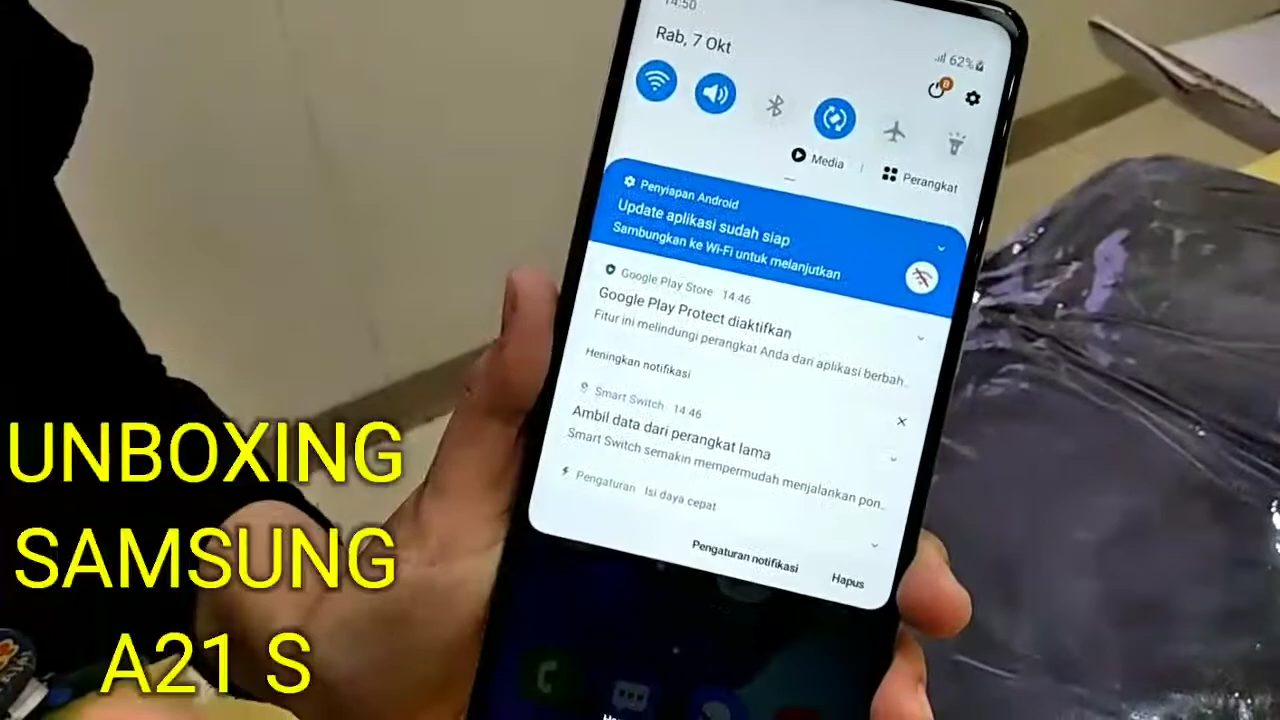 14:50
Rab, 7 Okt
62%
8
Media
Perangkat
Penyiapan Android
Update aplikasi sudah siap
Sambungkan ke Wi-Fi untuk melanjutkan
Google Play Store 14:46
Google Play Protect diaktifkan
Fitur ini melindungi perangkat Anda dari aplikasi berbah..
Heningkan notifikasi
Smart Switch 14:46
Ambil data dari perangkat lama
Smart Switch semakin mempermudah menjalankan pon..
Pengaturan Isi daya cepat
Pengaturan notifikasi Hapus
UNBOXING
SAMSUNG
A21 S